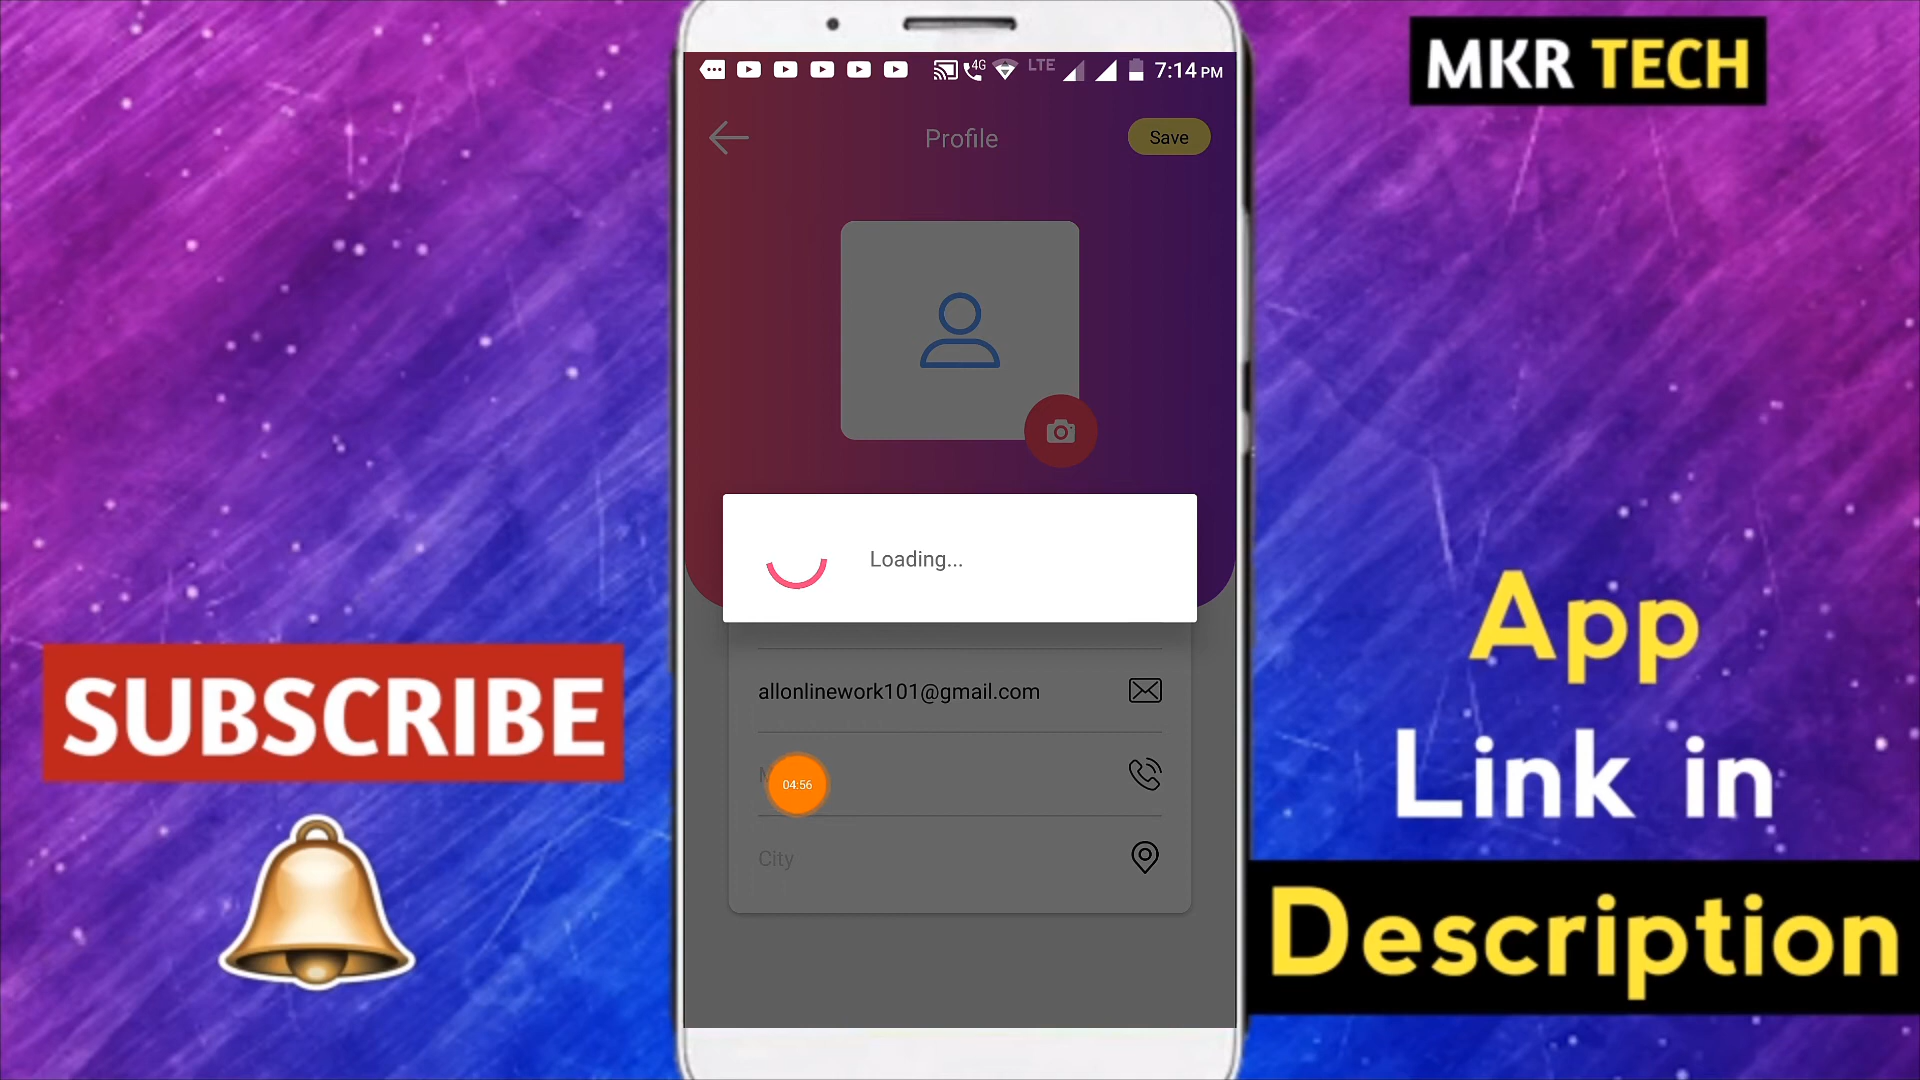 MKR TECH
4G LTE 7:14 PM
Profile
Save
Loading...
allonlinework101@gmail.com
04:56
City
SUBSCRIBE
App
Link in
Description